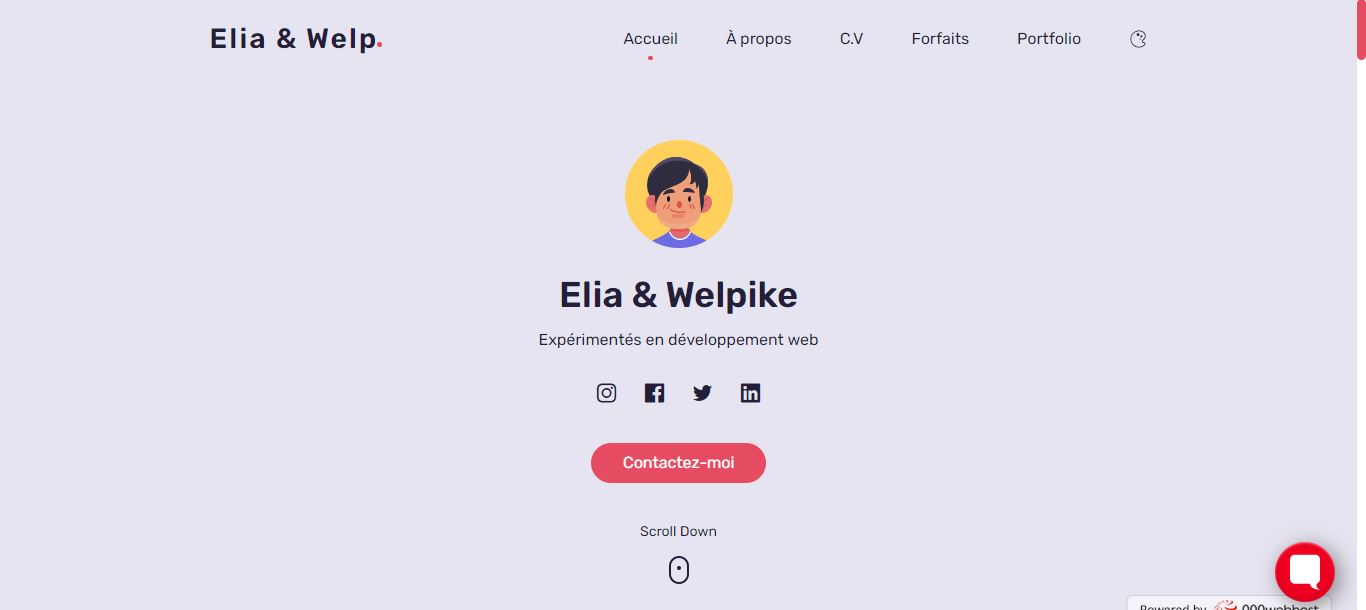 Elia & Welp.
Accueil
À propos
C.V
Forfaits
Portfolio
Elia & Welpike
Expérimentés en développement web
Contactez-moi
Scroll Down
Powered by 000webhost